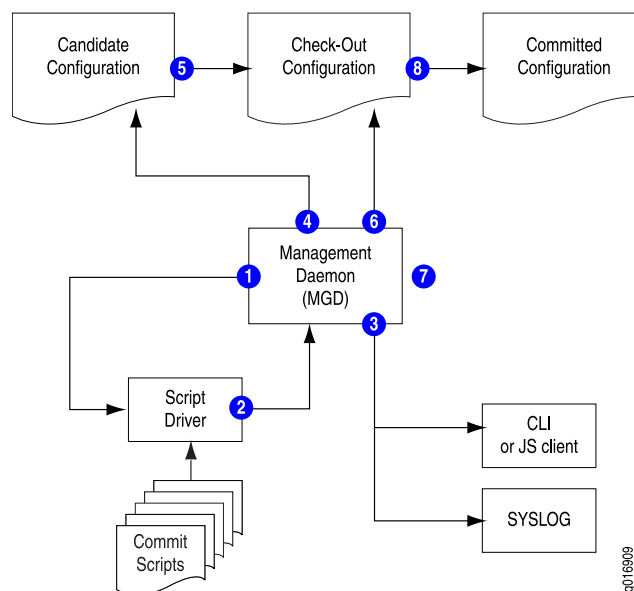 Candidate
Configuration
5
Check-Out
Configuration
8
Committed
Configuration
4
6
1
Management
Daemon
(MGD)
7
3
Script
Driver
2
CLI
or JS client
SYSLOG
Commit
Scripts
g016909